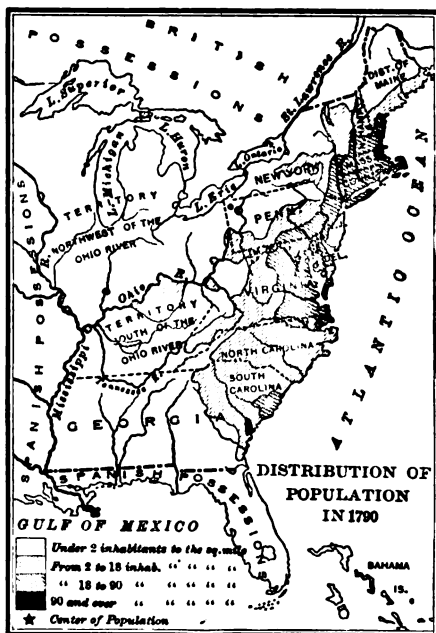 BRITISH
POSSESSIONS
L. Superior
L. Huron
L. Michigan
St. Lawrence R.
L. Ontario
L. Erie
DIST. OF
MAINE
NEW YORK
PENN.
TERRITORY
NORTHWEST OF THE
OHIO RIVER
Ohio R.
VIRGINIA
TERRITORY
SOUTH OF THE
OHIO RIVER
Tennessee R.
NORTH CAROLINA
SOUTH
CAROLINA
GEORGIA
Mississippi R.
SPANISH POSSESSIONS
SPANISH POSSESSIONS
ATLANTIC OCEAN
DISTRIBUTION
OF
POPULATION
IN 1790
GULF OF MEXICO
Under 2 inhabitants to the sq. mile
From 2 to 18 inhab. " " " "
" 18 to 90 " " " " "
90 and over " " " " "
★ Center of Population
BAHAMA
IS.